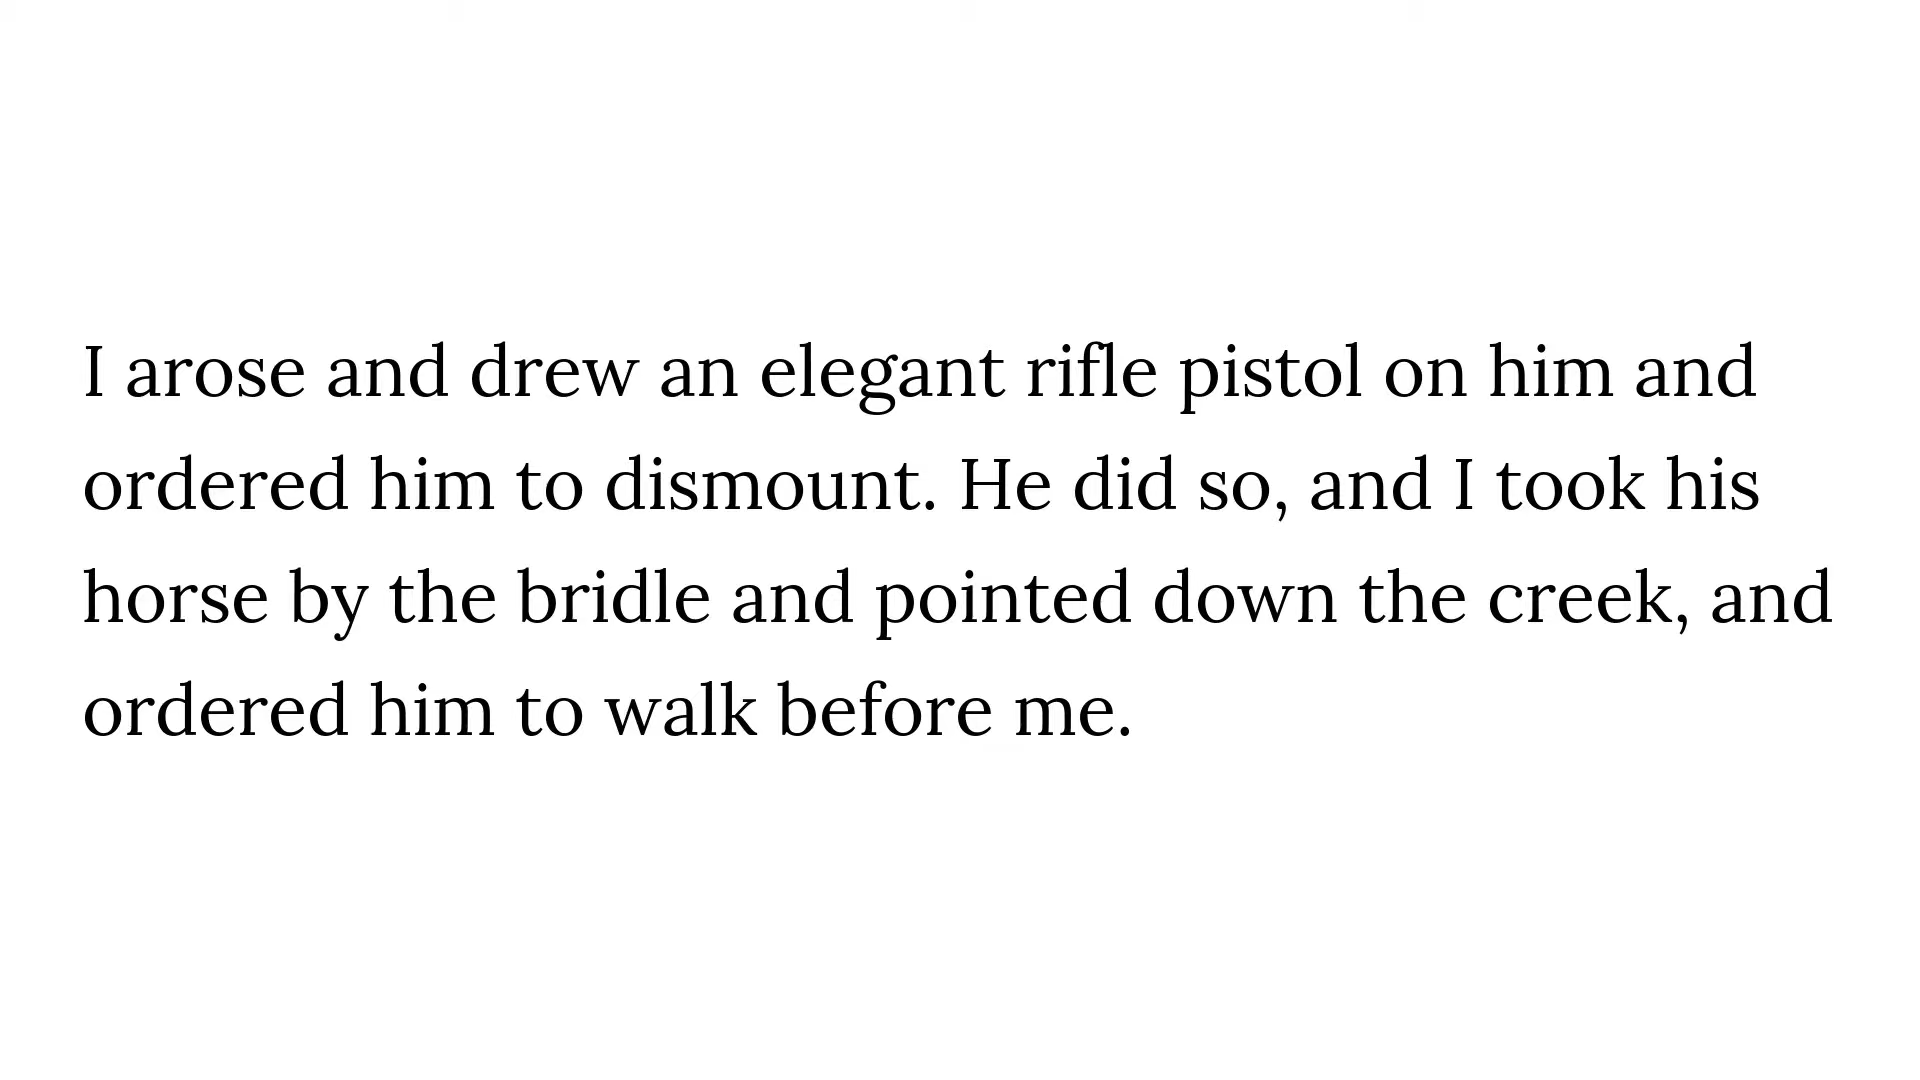 I arose and drew an elegant rifle pistol on him and
ordered him to dismount. He did so, and I took his
horse by the bridle and pointed down the creek, and
ordered him to walk before me.